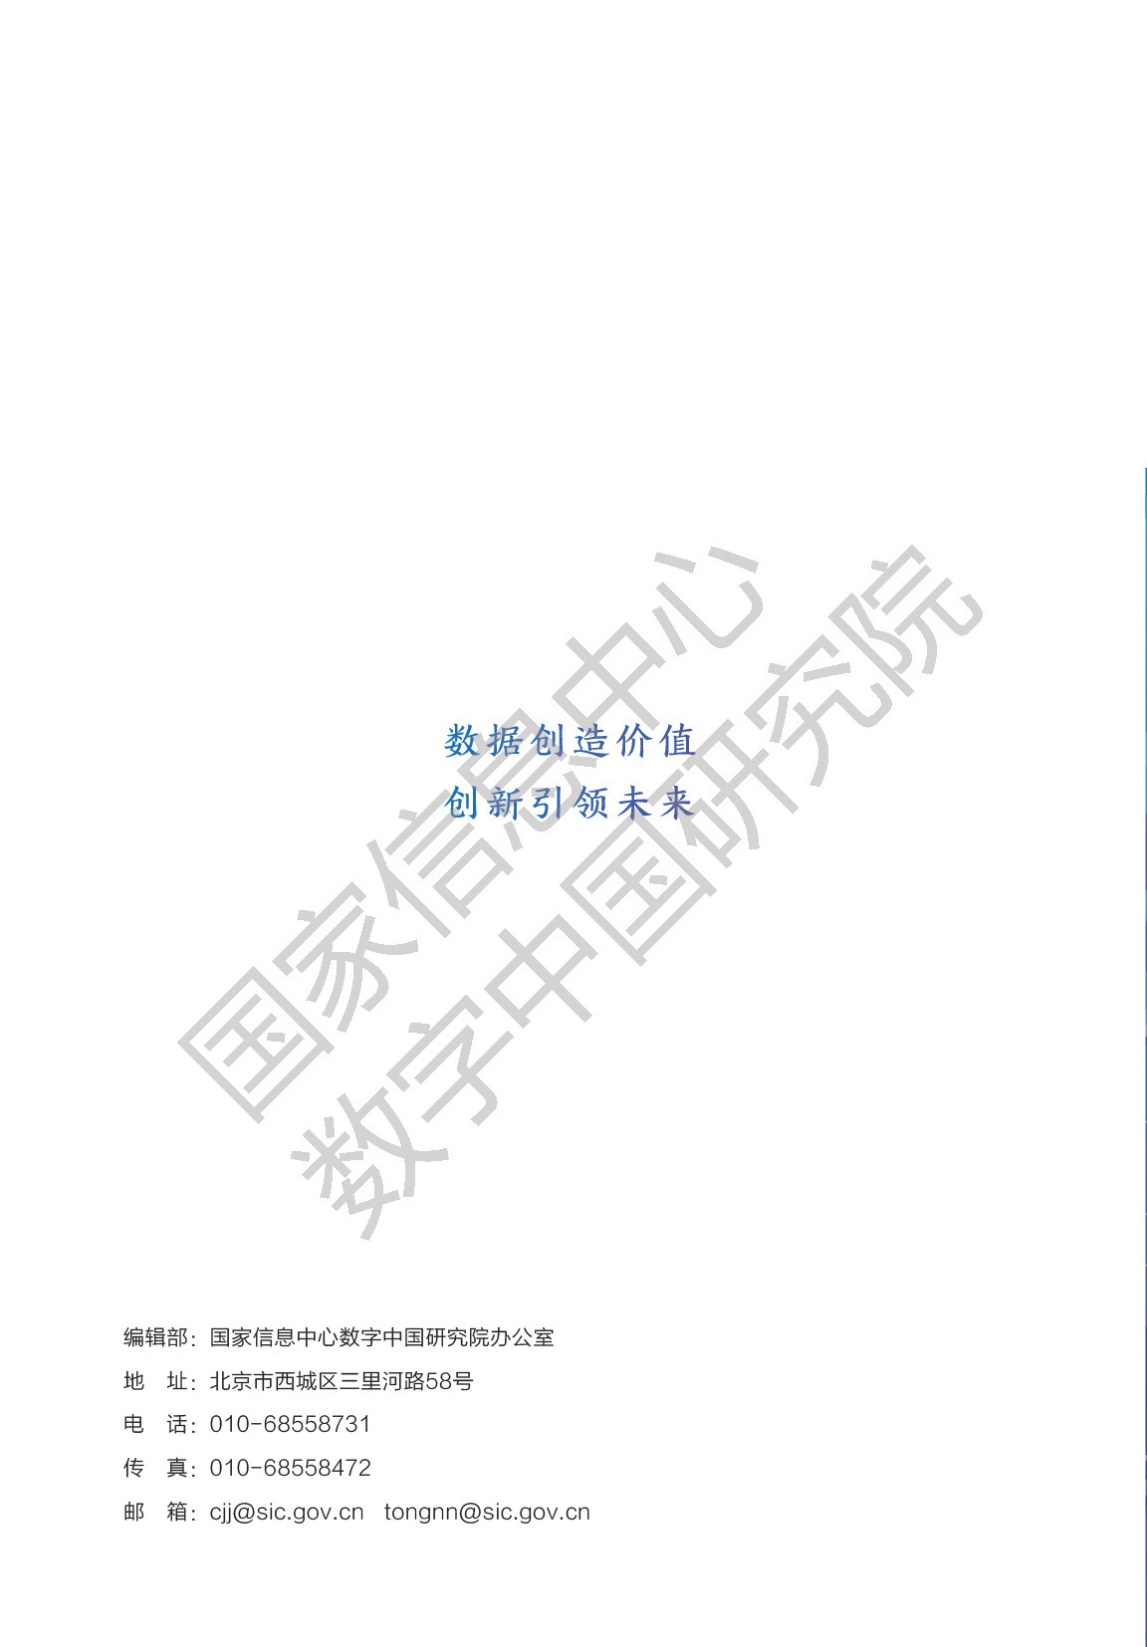 国家信息中心
数字中国研究院
数据创造价值
创新引领未来
编辑部：国家信息中心数字中国研究院办公室
地　址：北京市西城区三里河路58号
电　话：010-68558731
传　真：010-68558472
邮　箱：cjj@sic.gov.cn tongnn@sic.gov.cn